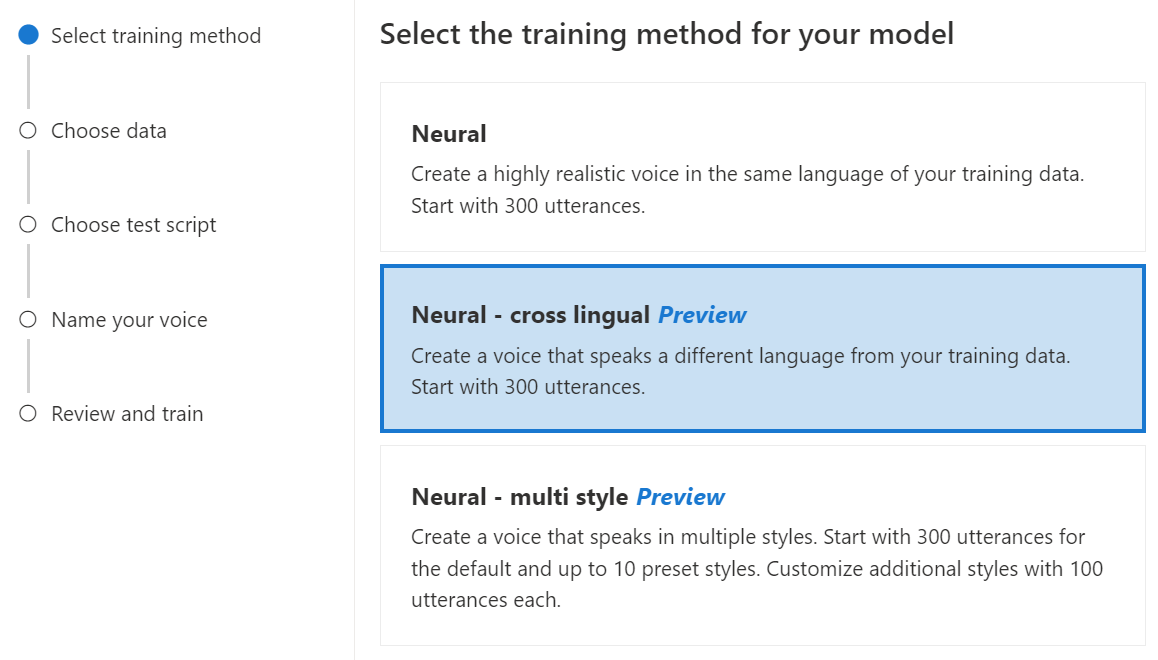 Select training method
Choose data
Choose test script
Name your voice
Review and train
Select the training method for your model
Neural
Create a highly realistic voice in the same language of your training data.
Start with 300 utterances.
Neural - cross lingual Preview
Create a voice that speaks a different language from your training data.
Start with 300 utterances.
Neural - multi style Preview
Create a voice that speaks in multiple styles. Start with 300 utterances for
the default and up to 10 preset styles. Customize additional styles with 100
utterances each.